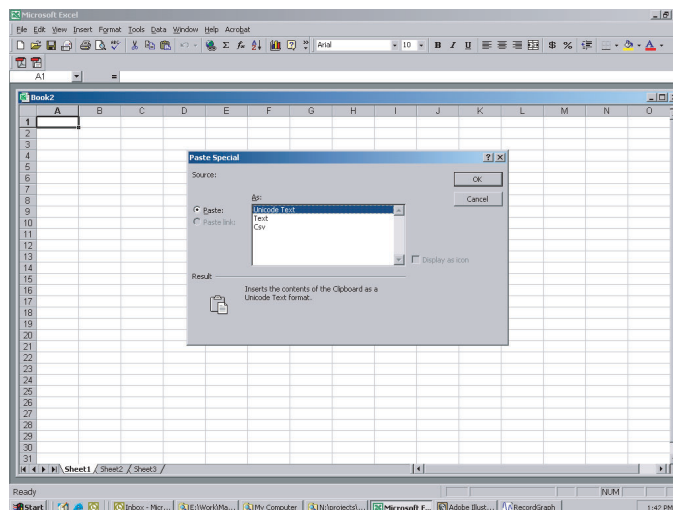 Microsoft Excel
File Edit View Insert Format Tools Data Window Help Acrobat
Arial 10 B I U $ %
A1 =
Book2
A B C D E F G H I J K L M N O
1
2
3
4
5
6
7
8
9
10
11
12
13
14
15
16
17
18
19
20
21
22
23
24
25
26
27
28
29
30
31
Paste Special
Source:
OK
As:
Cancel
Paste:
Unicode Text
Paste link:
Text
Csv
Display as icon
Result
Inserts the contents of the Clipboard as a
Unicode Text format.
Sheet1 Sheet2 Sheet3
Ready NUM
Start Inbox - Micr... E:\Work\Ma... My Computer N:\projects\... Microsoft E... Adobe Illust... RecordGraph 1:42 PM